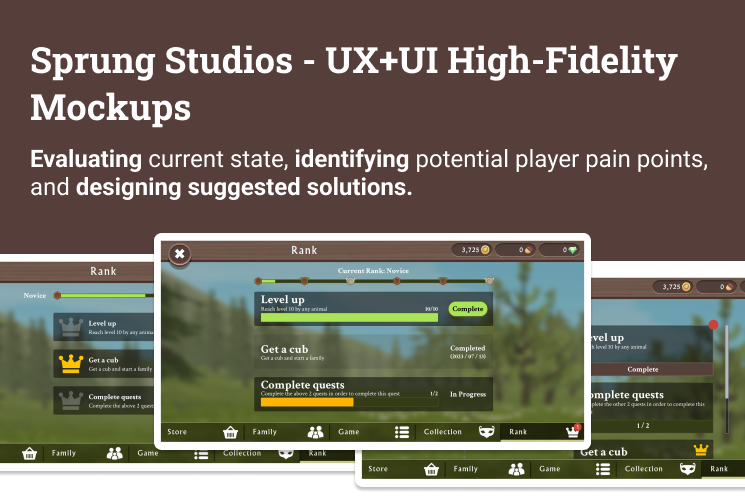 Sprung Studios - UX+UI High-Fidelity
Mockups
Evaluating current state, identifying potential player pain points,
and designing suggested solutions.
Rank
Novice
Level up
Reach level 10 by any anima
Get a cub
Get a cub and start a family
Complete quests
Complete the above 2 quest
Family
Game
Collection
Rank
Rank
3,725
0
0
Current Rank: Novice
Level up
Reach level 10 by any animal
10/10
Complete
Get a cub
Get a cub and start a family
Completed
(2023 / 07 / 13)
Complete quests
Complete the above 2 quests in order to complete this quest
1/2
In Progress
Store
Family
Game
Collection
Rank
3,725
0
evel up
h level 10 by any animal
Complete
mplete quests
plete the other 2 quests in order to complete this
1 / 2
Get a cub
Store
Family
Game
Collection
Rank